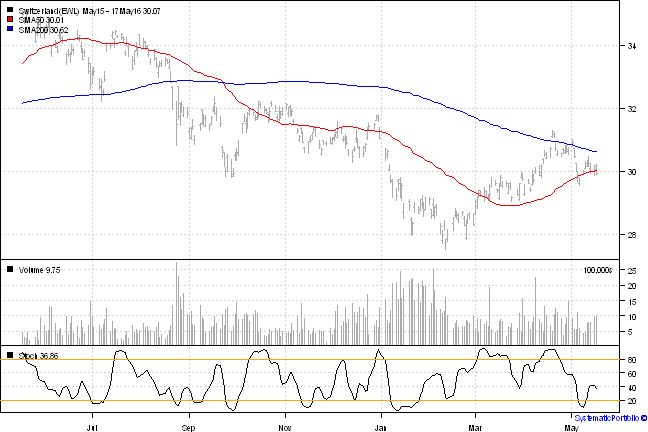 Switzerland(EWL) May15 - 17May16 30.07
SMA50 30.01
SMA200 30.62
34
32
30
28
Volume 9.75
100,000s
25
20
15
10
5
Stoch 36.86
80
60
40
20
Jul
Sep
Nov
Jan
Mar
May
SystematicPortfolio ©